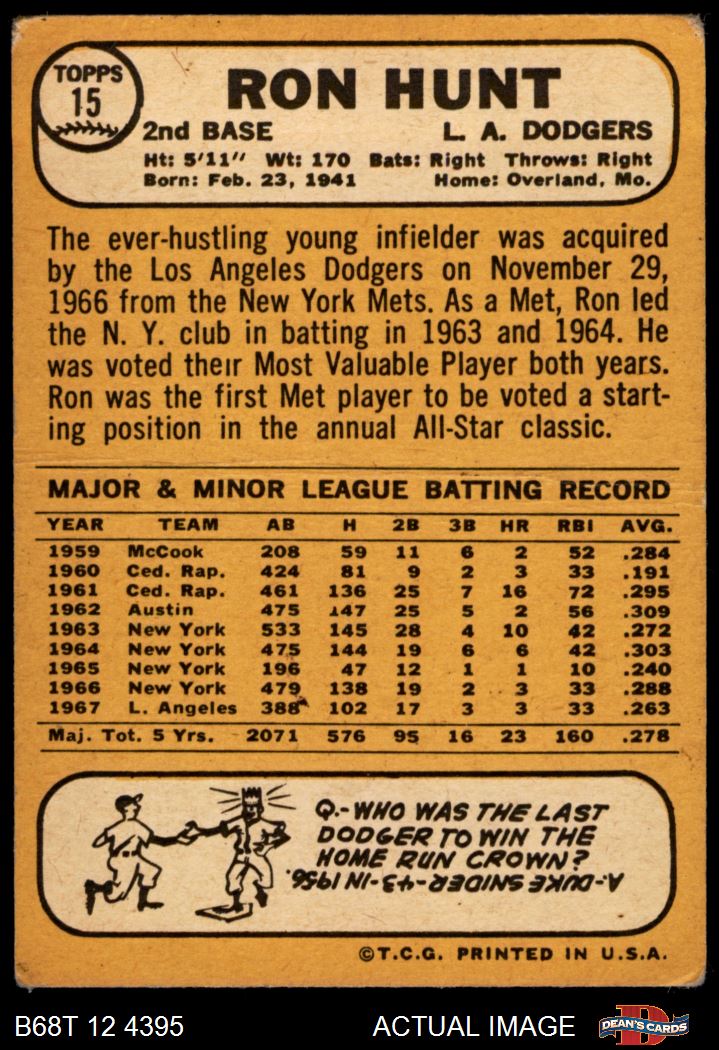 TOPPS
15
RON HUNT
2nd BASE L. A. DODGERS
Ht: 5'11" Wt: 170 Bats: Right Throws: Right
Born: Feb. 23, 1941 Home: Overland, Mo.
The ever-hustling young infielder was acquired
by the Los Angeles Dodgers on November 29,
1966 from the New York Mets. As a Met, Ron led
the N. Y. club in batting in 1963 and 1964. He
was voted their Most Valuable Player both years.
Ron was the first Met player to be voted a start-
ing position in the annual All-Star classic.
MAJOR & MINOR LEAGUE BATTING RECORD
YEAR TEAM AB H 2B 3B HR RBI AVG.
1959 McCook 208 59 11 6 2 52 .284
1960 Ced. Rap. 424 81 9 2 3 33 .191
1961 Ced. Rap. 461 136 25 7 16 72 .295
1962 Austin 475 147 25 5 2 56 .309
1963 New York 533 145 28 4 10 42 .272
1964 New York 475 144 19 6 6 42 .303
1965 New York 196 47 12 1 1 10 .240
1966 New York 479 138 19 2 3 33 .288
1967 L. Angeles 388 102 17 3 3 33 .263
Maj. Tot. 5 Yrs. 2071 576 95 16 23 160 .278
Q.-WHO WAS THE LAST
DODGER TO WIN THE
HOME RUN CROWN?
A.-DUKE SNIDER-43-IN 1956.
©T.C.G. PRINTED IN U.S.A.
B68T 12 4395 ACTUAL IMAGE
D
DEAN'S CARDS